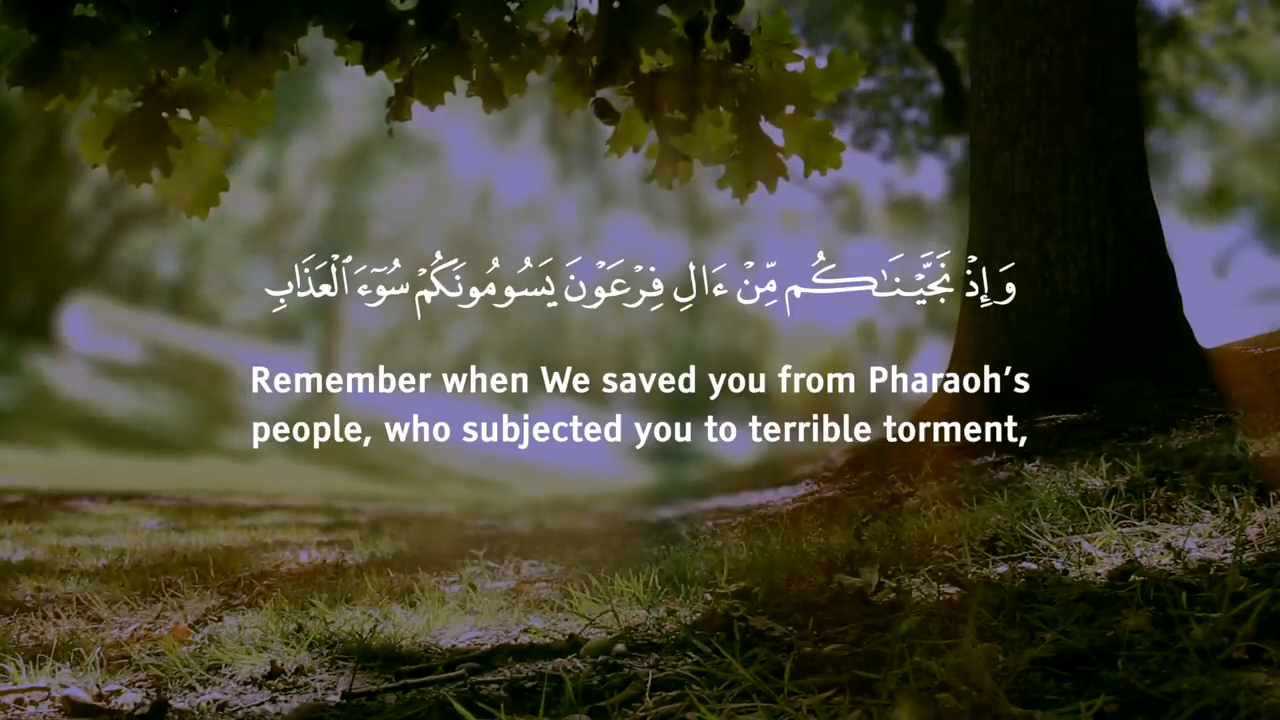 وَإِذْ نَجَّيْنَـٰكُم مِّنْ ءَالِ فِرْعَوْنَ يَسُومُونَكُمْ سُوٓءَ ٱلْعَذَابِ
Remember when We saved you from Pharaoh’s
people, who subjected you to terrible torment,